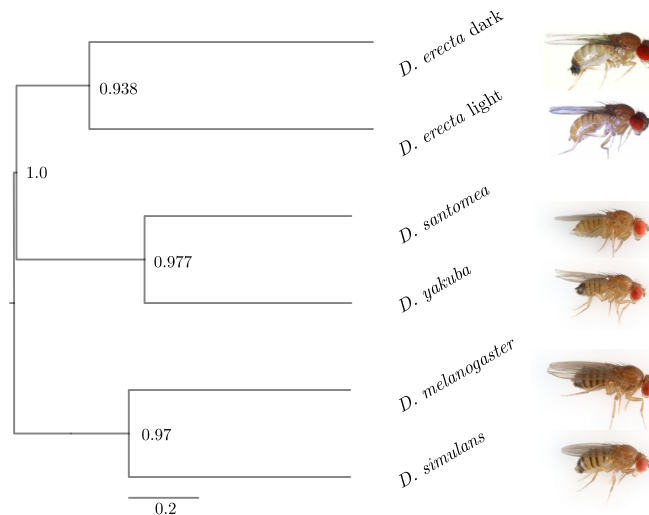 D. erecta dark
0.938
D. erecta light
1.0
D. santomea
0.977
D. yakuba
D. melanogaster
0.97
D. simulans
0.2